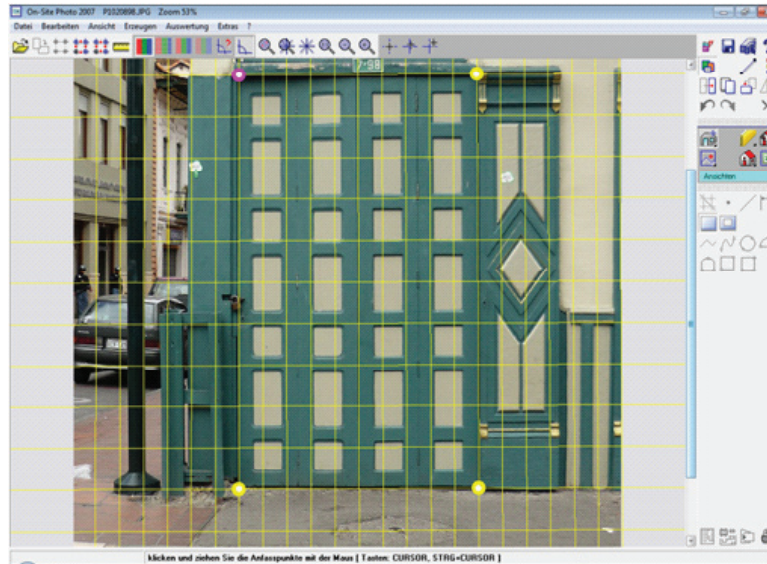 On-Site Photo 2007 P1020898.JPG Zoom 53%
Datei Bearbeiten Ansicht Erzeugen Auswertung Extras ?
Ansichten
klicken und ziehen Sie die Anfasspunkte mit der Maus [ Tasten: CURSOR, STRG+CURSOR ]